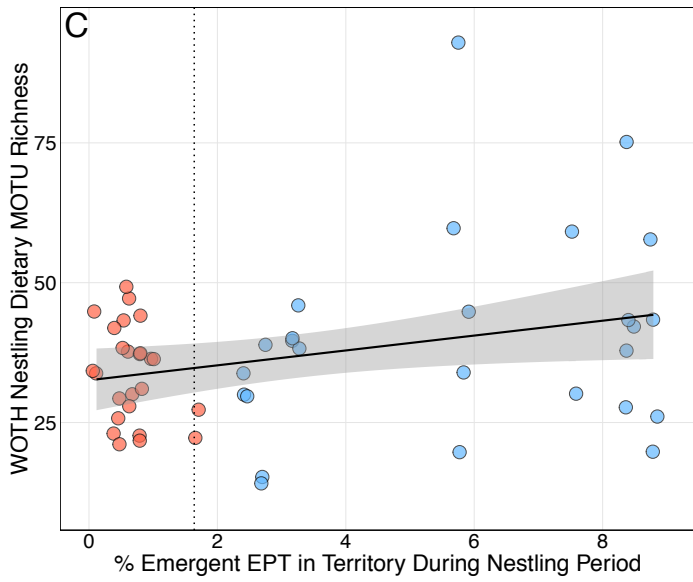 C
WOTH Nestling Dietary MOTU Richness
75
50
25
0 2 4 6 8
% Emergent EPT in Territory During Nestling Period